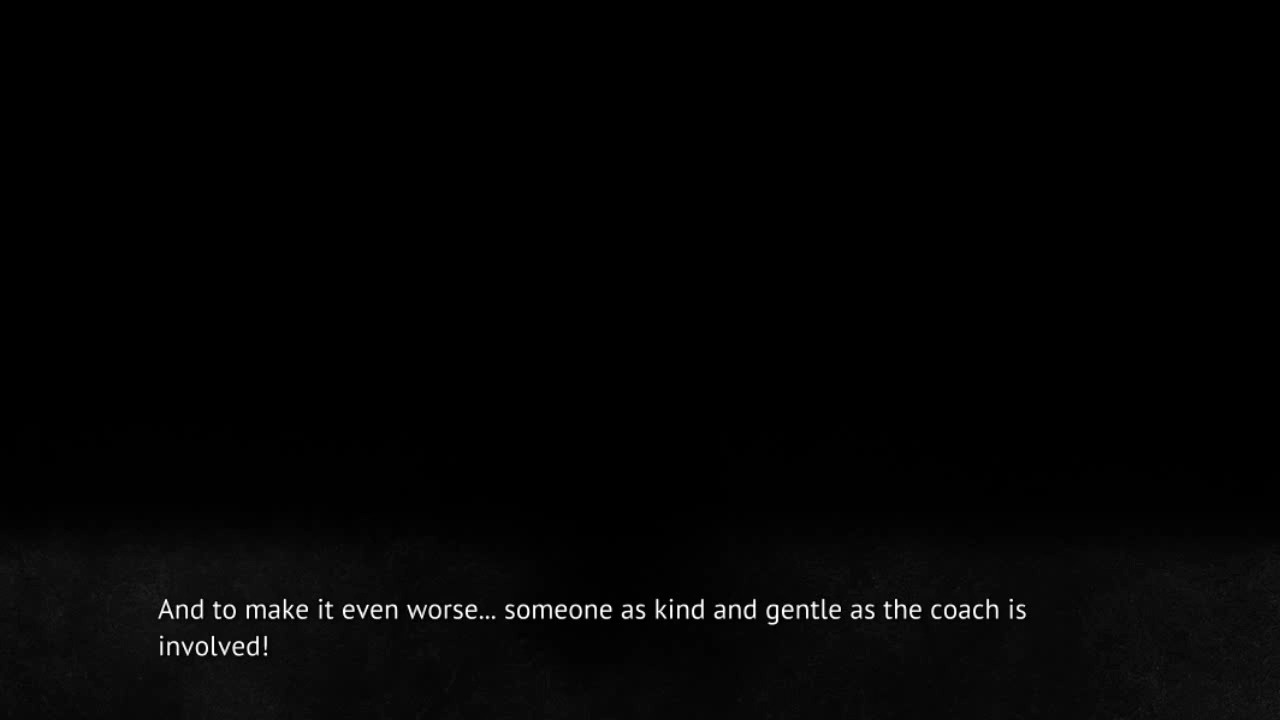 And to make it even worse... someone as kind and gentle as the coach is
involved!